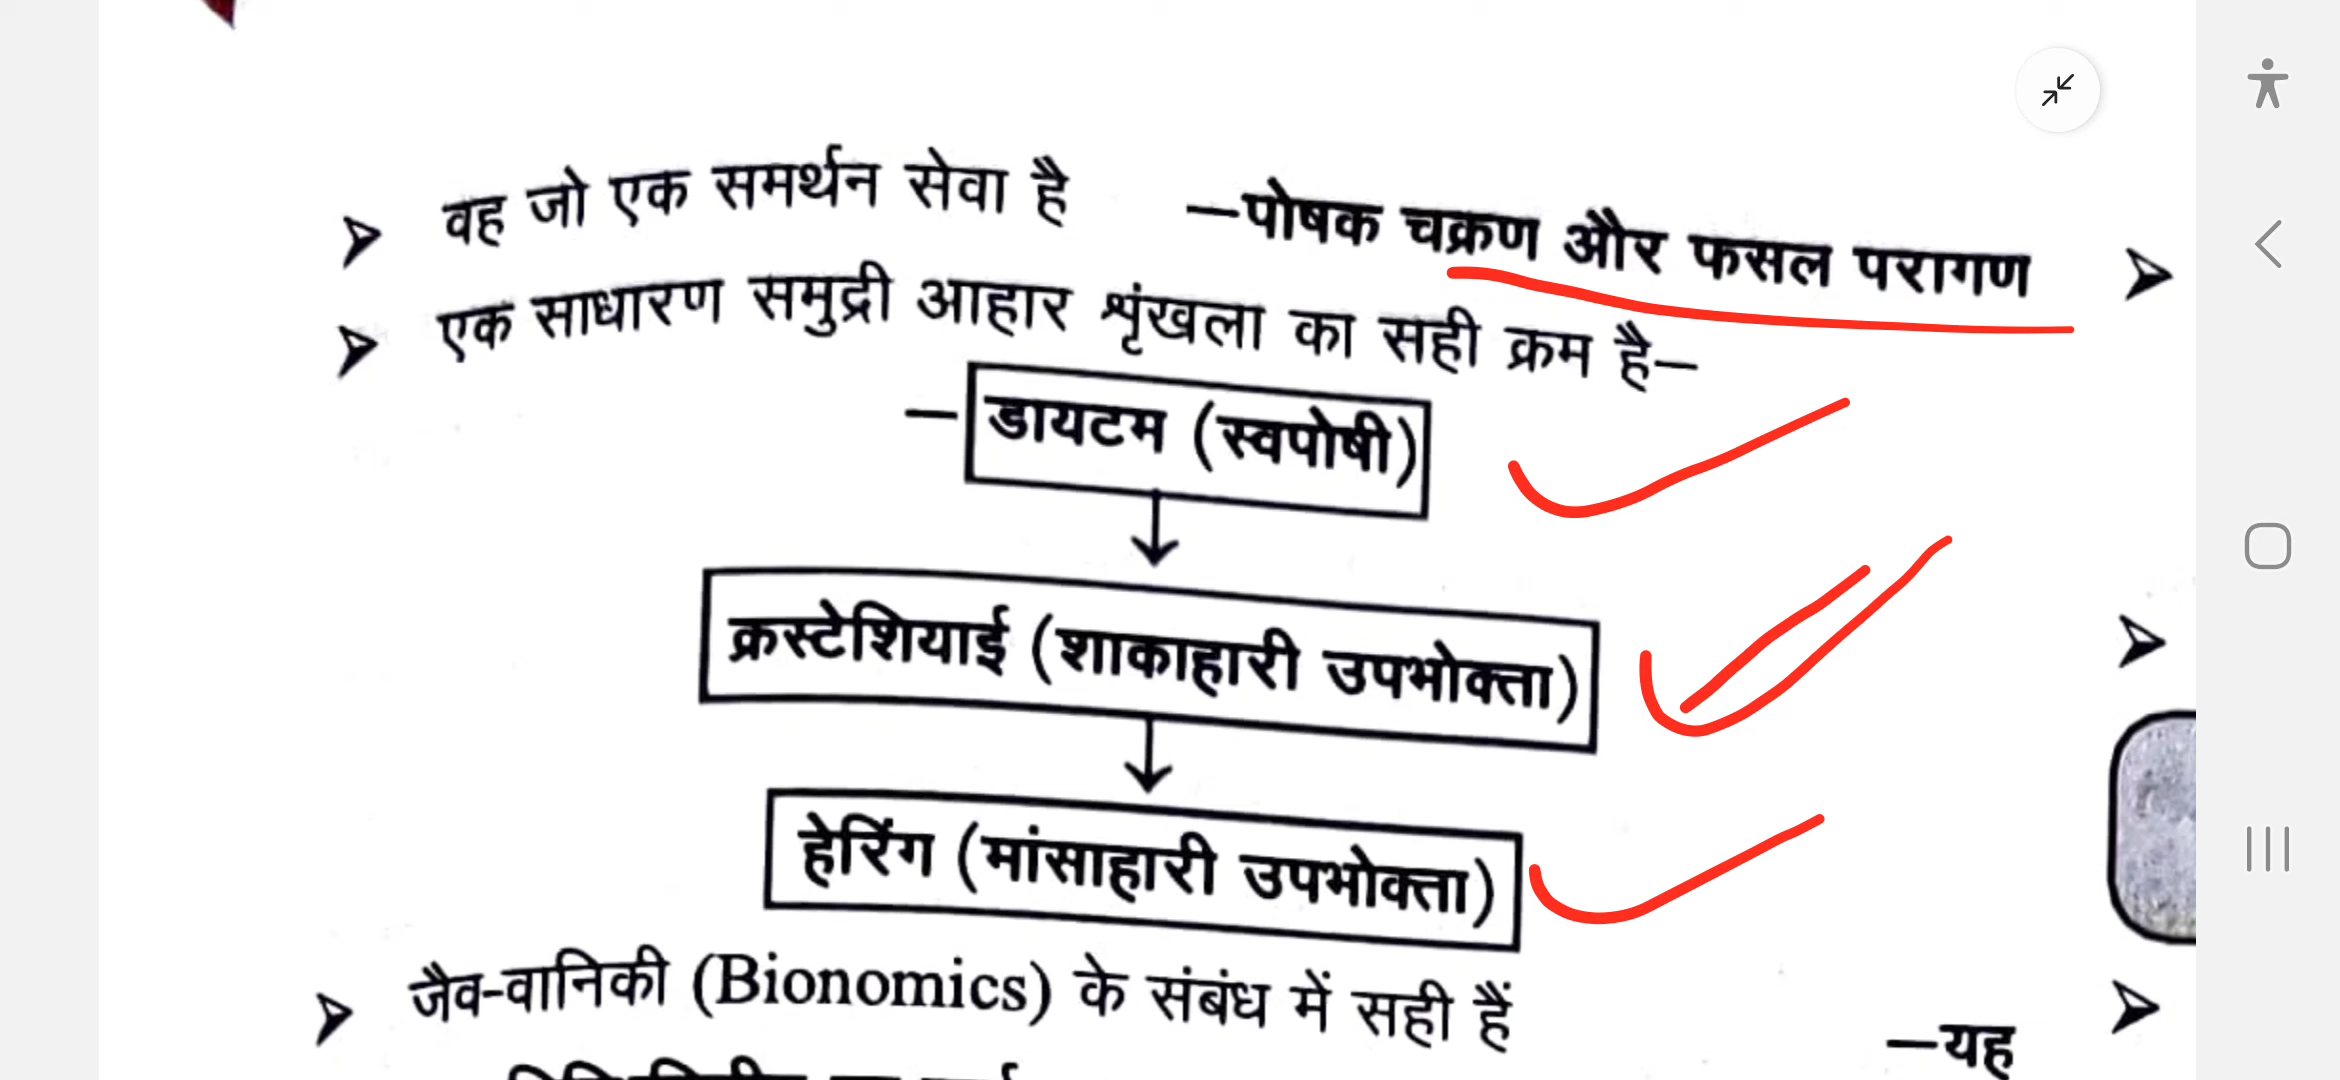 वह जो एक समर्थन सेवा है —पोषक चक्रण और फसल परागण
एक साधारण समुद्री आहार शृंखला का सही क्रम है—
—डायटम (स्वपोषी)
क्रस्टेशियाई (शाकाहारी उपभोक्ता)
हेरिंग (मांसाहारी उपभोक्ता)
जैव-वानिकी (Bionomics) के संबंध में सही हैं
—यह